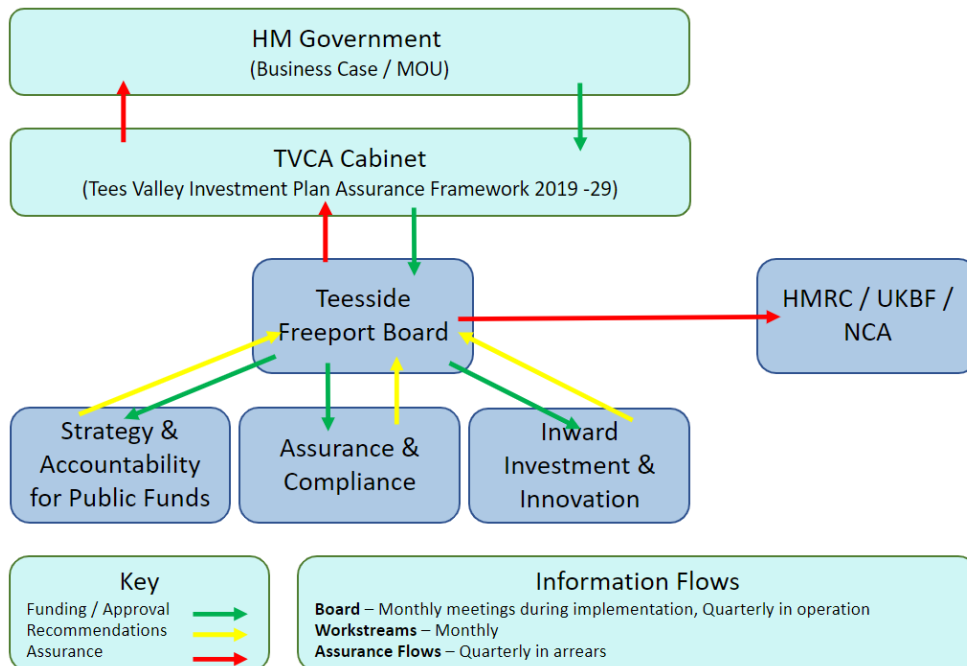 HM Government
(Business Case / MOU)
TVCA Cabinet
(Tees Valley Investment Plan Assurance Framework 2019 -29)
Teesside
Freeport Board
HMRC / UKBF /
NCA
Strategy &
Accountability
for Public Funds
Assurance &
Compliance
Inward
Investment &
Innovation
Key
Funding / Approval
Recommendations
Assurance
Information Flows
Board – Monthly meetings during implementation, Quarterly in operation
Workstreams – Monthly
Assurance Flows – Quarterly in arrears